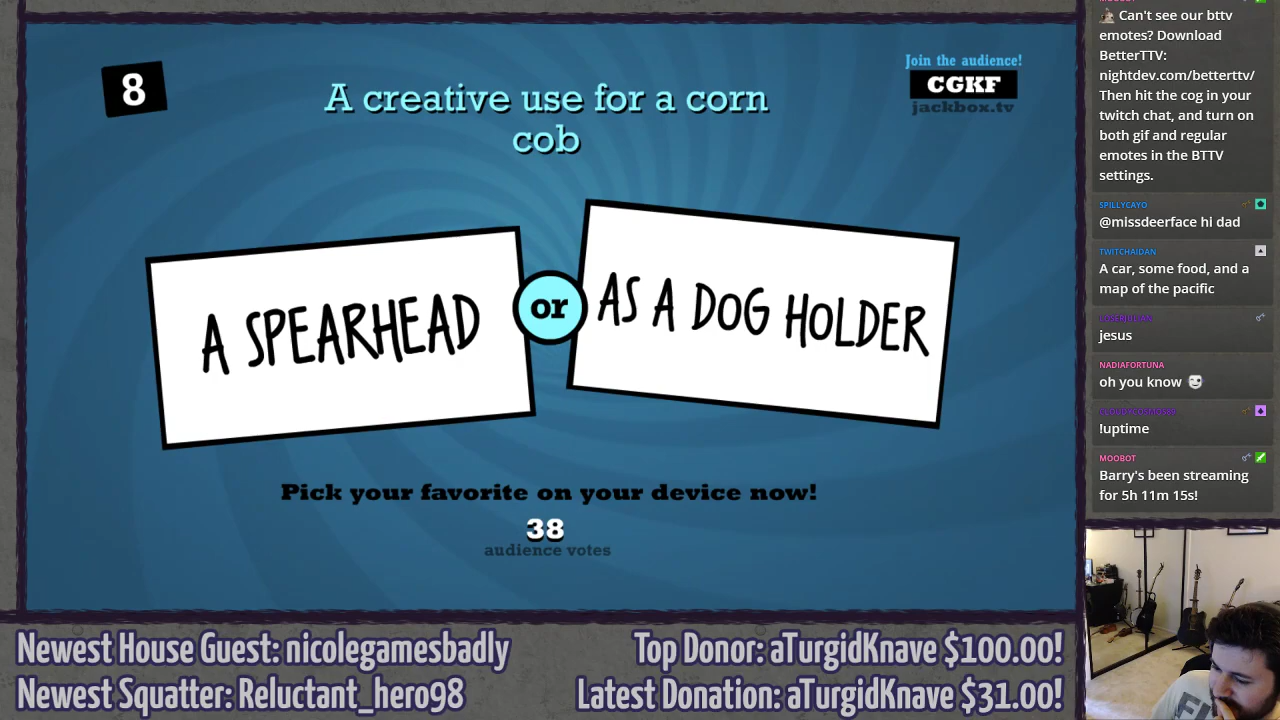 8
A creative use for a corn
cob
Join the audience!
CGKF
jackbox.tv
A SPEARHEAD
or
AS A DOG HOLDER
Pick your favorite on your device now!
38
audience votes
Can't see our bttv
emotes? Download
BetterTTV:
nightdev.com/betterttv/
Then hit the cog in your
twitch chat, and turn on
both gif and regular
emotes in the BTTV
settings.
SPILLYCAYO
@missdeerface hi dad
TWITCHAIDAN
A car, some food, and a
map of the pacific
jesus
NADIAFORTUNA
oh you know
!uptime
MOOBOT
Barry's been streaming
for 5h 11m 15s!
Newest House Guest: nicolegamesbadly
Top Donor: aTurgidKnave $100.00!
Newest Squatter: Reluctant_hero98
Latest Donation: aTurgidKnave $31.00!